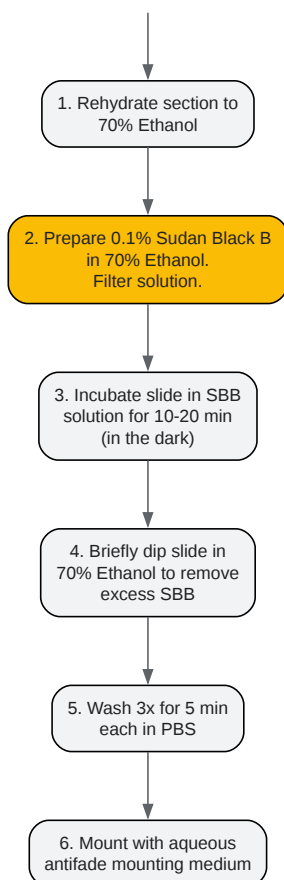 1. Rehydrate section to
70% Ethanol
2. Prepare 0.1% Sudan Black B
in 70% Ethanol.
Filter solution.
3. Incubate slide in SBB
solution for 10-20 min
(in the dark)
4. Briefly dip slide in
70% Ethanol to remove
excess SBB
5. Wash 3x for 5 min
each in PBS
6. Mount with aqueous
antifade mounting medium